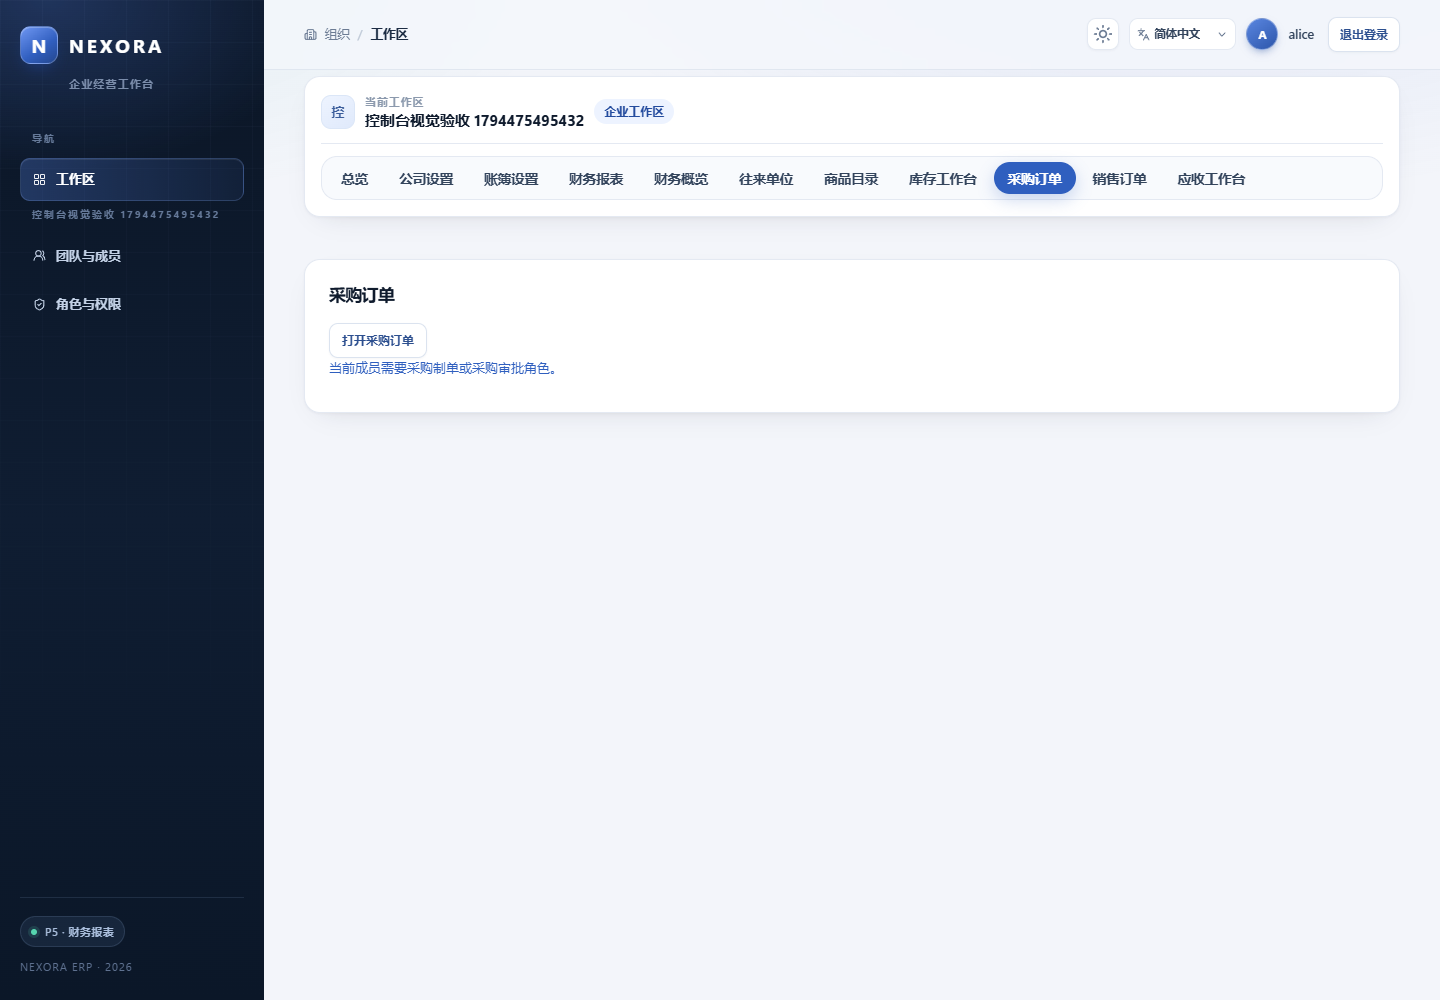 N NEXORA
企业经营工作台
导航
工作区
控制台视觉验收 1794475495432
团队与成员
角色与权限
P5 · 财务报表
NEXORA ERP · 2026
组织 / 工作区
简体中文
A alice
退出登录
控
当前工作区
控制台视觉验收 1794475495432
企业工作区
总览 公司设置 账簿设置 财务报表 财务概览 往来单位 商品目录 库存工作台 采购订单 销售订单 应收工作台
采购订单
打开采购订单
当前成员需要采购制单或采购审批角色。